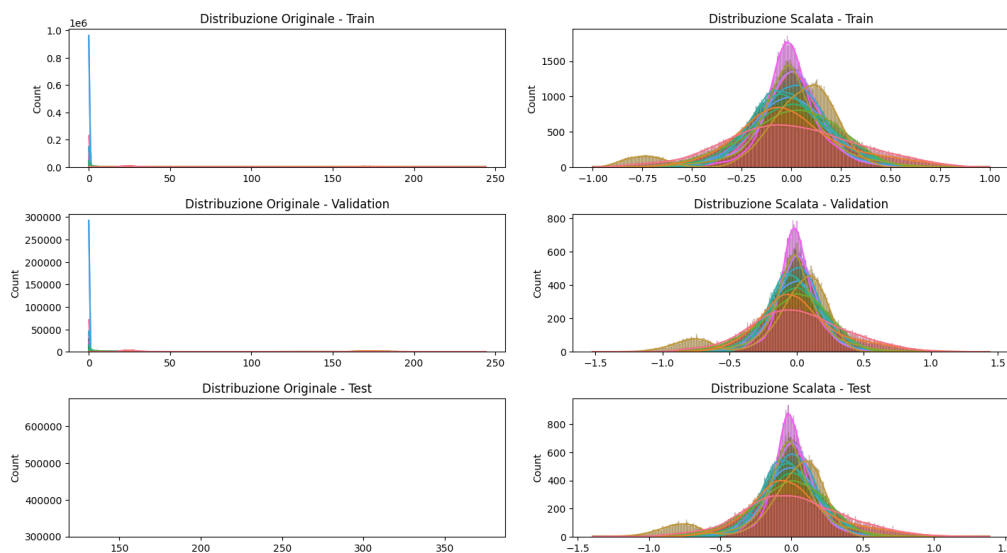 Distribuzione Originale - Train
1e6
1.0
0.8
0.6
0.4
0.2
0.0
Count
0 50 100 150 200 250
Distribuzione Scalata - Train
1500
1000
500
0
Count
−1.00 −0.75 −0.50 −0.25 0.00 0.25 0.50 0.75 1.00
Distribuzione Originale - Validation
300000
250000
200000
150000
100000
50000
0
Count
0 50 100 150 200 250
Distribuzione Scalata - Validation
800
600
400
200
0
Count
−1.5 −1.0 −0.5 0.0 0.5 1.0 1.5
Distribuzione Originale - Test
600000
500000
400000
300000
Count
150 200 250 300 350
Distribuzione Scalata - Test
800
600
400
200
0
Count
−1.5 −1.0 −0.5 0.0 0.5 1.0 1.5